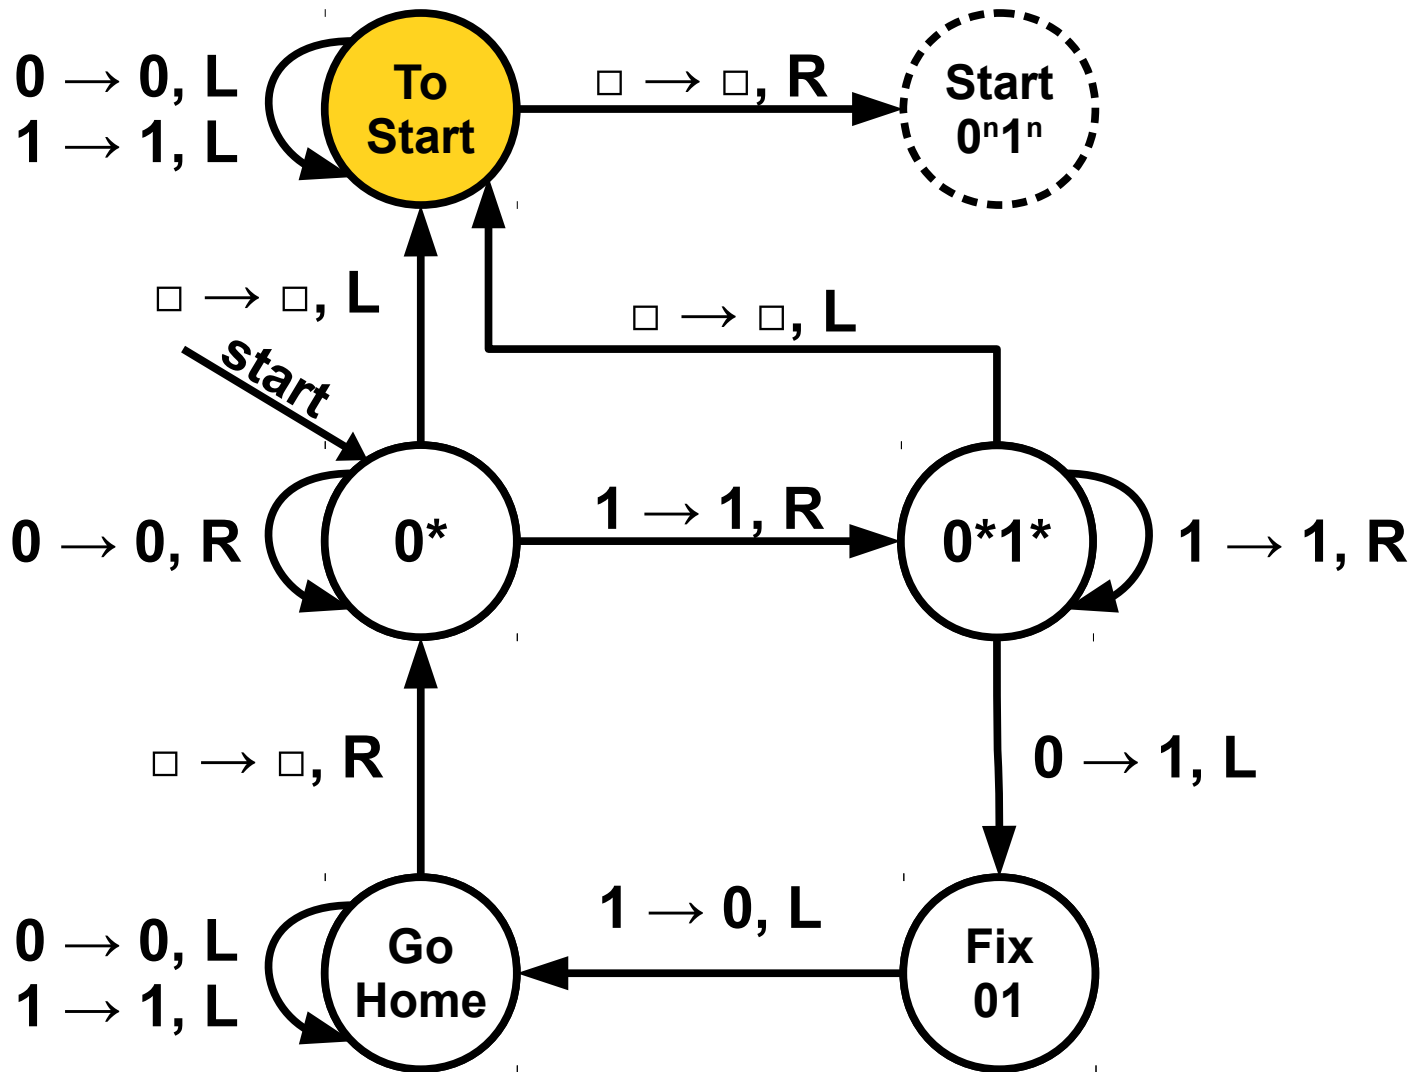 0 → 0, L
1 → 1, L
To
Start
□ → □, R
Start
0ⁿ1ⁿ
□ → □, L
□ → □, L
start
0 → 0, R
0*
1 → 1, R
0*1*
1 → 1, R
□ → □, R
0 → 1, L
0 → 0, L
1 → 1, L
Go
Home
1 → 0, L
Fix
01